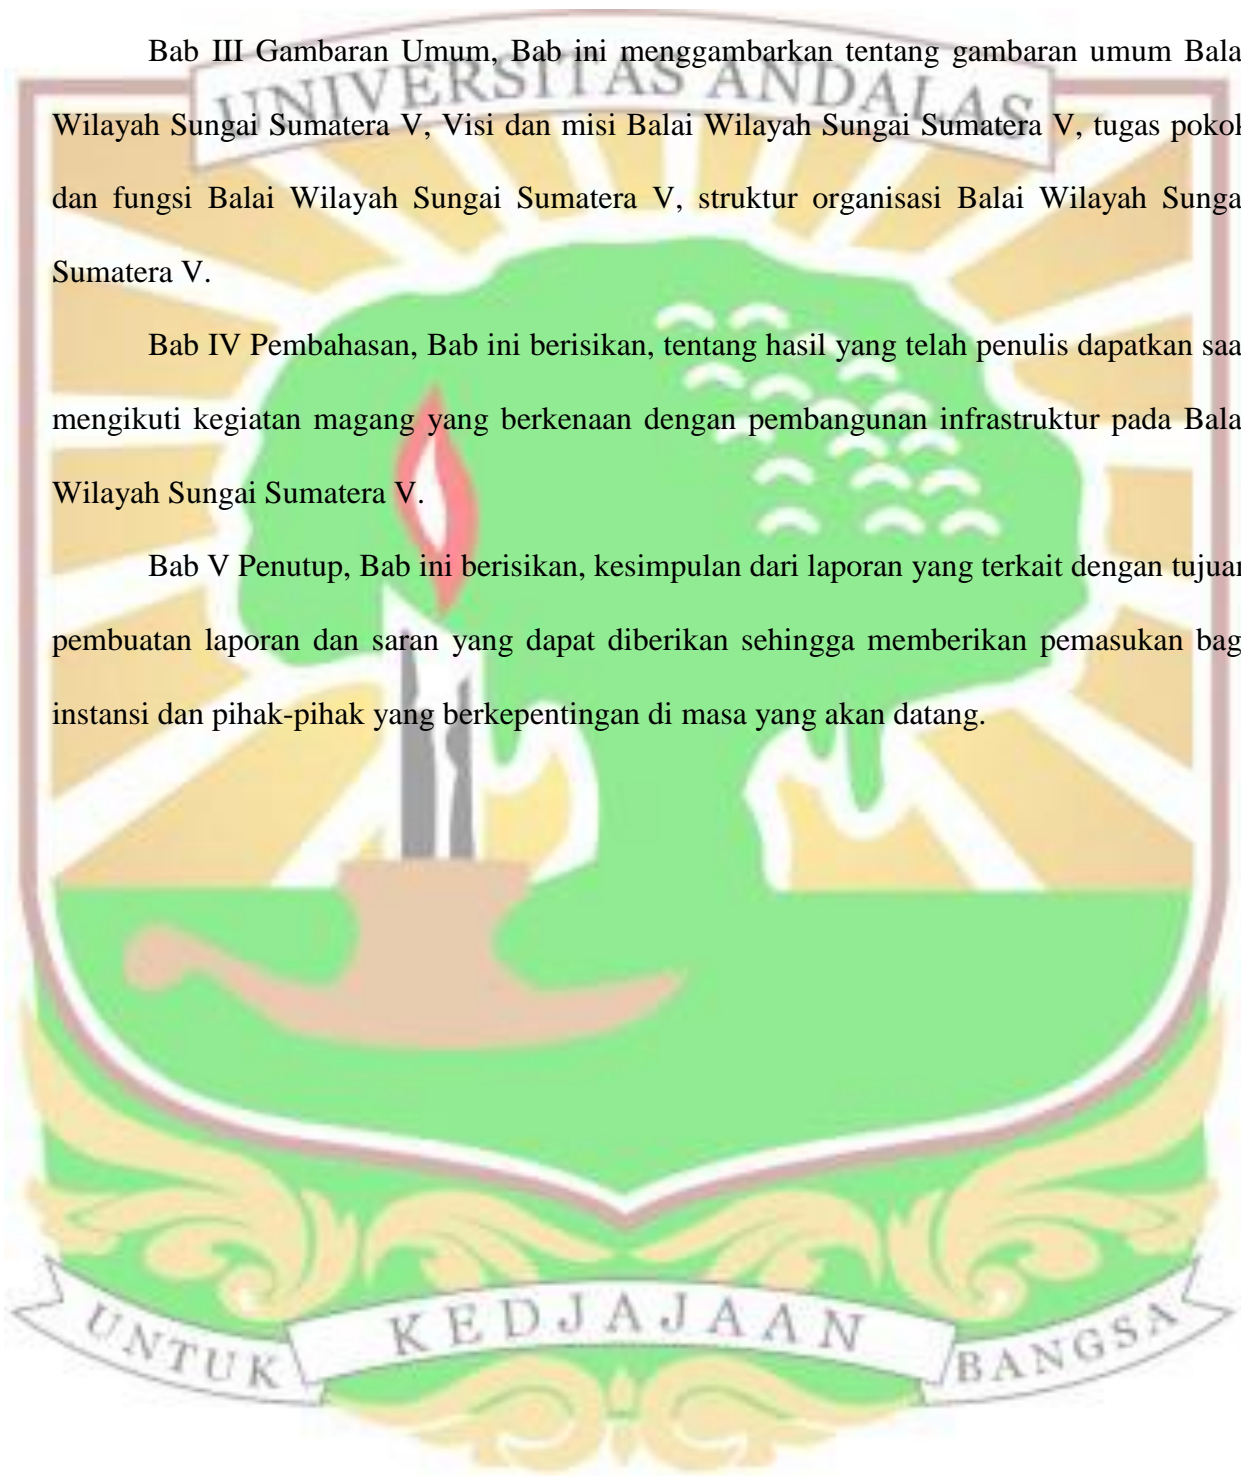 Bab III Gambaran Umum, Bab ini menggambarkan tentang gambaran umum Bala
UNIVERSITAS ANDALAS
Wilayah Sungai Sumatera V, Visi dan misi Balai Wilayah Sungai Sumatera V, tugas pokok
dan fungsi Balai Wilayah Sungai Sumatera V, struktur organisasi Balai Wilayah Sunga
Sumatera V.
Bab IV Pembahasan, Bab ini berisikan, tentang hasil yang telah penulis dapatkan saa
mengikuti kegiatan magang yang berkenaan dengan pembangunan infrastruktur pada Bala
Wilayah Sungai Sumatera V.
Bab V Penutup, Bab ini berisikan, kesimpulan dari laporan yang terkait dengan tujuan
pembuatan laporan dan saran yang dapat diberikan sehingga memberikan pemasukan bag
instansi dan pihak-pihak yang berkepentingan di masa yang akan datang.
UNTUK KEDJAJAAN BANGSA